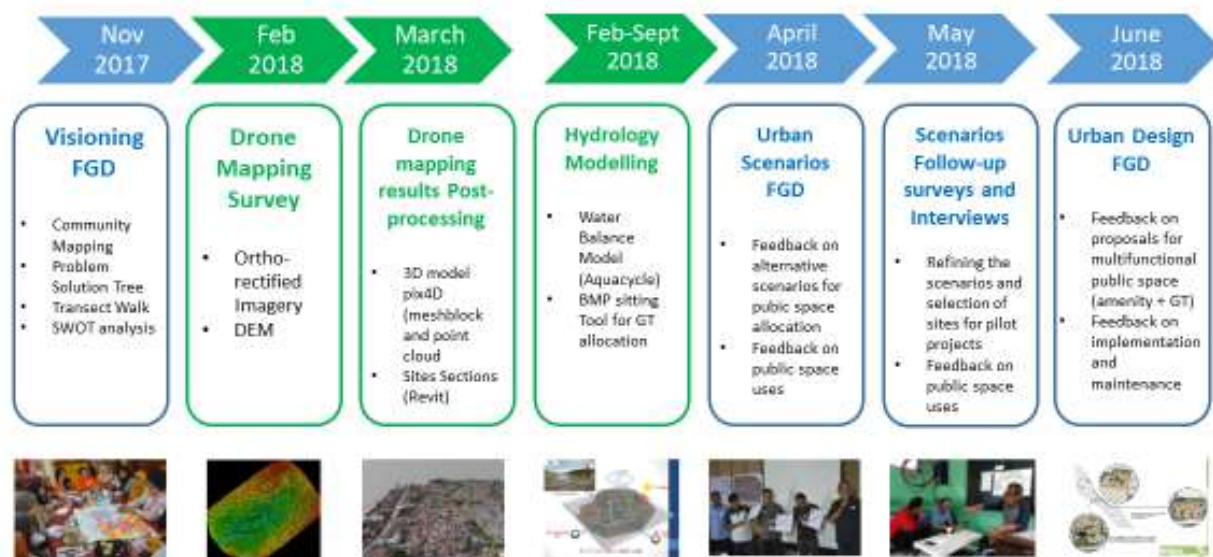 Nov
2017
Feb
2018
March
2018
Feb-Sept
2018
April
2018
May
2018
June
2018
Visioning
FGD
• Community
Mapping
• Problem
Solution Tree
• Transect Walk
• SWOT analysis
Drone
Mapping
Survey
• Ortho-
rectified
Imagery
• DEM
Drone
mapping
results Post-
processing
• 3D model
pix4D
(meshblock
and point
cloud
• Sites Sections
(Revit)
Hydrology
Modelling
• Water
Balance
Model
(Aquacycle)
• BMP sitting
Tool for GT
allocation
Urban
Scenarios
FGD
• Feedback on
alternative
scenarios for
pubic space
allocation
• Feedback on
public space
uses
Scenarios
Follow-up
surveys and
Interviews
• Refining the
scenarios and
selection of
sites for pilot
projects
• Feedback on
public space
uses
Urban Design
FGD
• Feedback on
proposals for
multifunctional
public space
(amenity + GT)
• Feedback on
implementation
and
maintenance